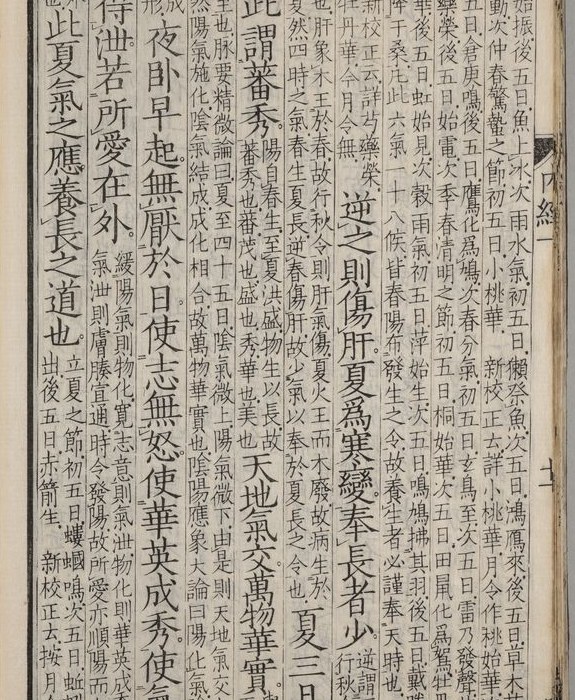 内經一
十一
始振後五日魚上冰次雨水氣初五日獺祭魚次五日鴻鴈來後五日草木
動次仲春驚蟄之節初五日小桃華 新校正云詳小桃華月令作桃始華
五日倉庚鳴後五日鷹化爲鳩次春分氣初五日玄鳥至次五日雷乃發聲
藥榮後五日始電次季春清明之節初五日桐始華次五日田鼠化爲鴽牡
華後五日虹始見次穀雨氣初五日萍始生次五日鳴鳩拂其羽後五日戴
降于桑凡此六氣一十八候皆春陽布發生之令故養生者必謹奉天時也
新校正云詳芍藥榮
牡丹華今月令無
逆之則傷肝夏爲寒變奉長者少
逆謂
行秋
也肝象木王於春故行秋令則肝氣傷夏火王而木廢故病生於
夏然四時之氣春生夏長逆春傷肝故少氣以奉於夏長之令也
夏三月
此謂蕃秀
陽自春生至夏洪盛物生以長故
蕃秀也蕃茂也盛也秀華也美也
天地氣交萬物華實
至也脉要精微論曰夏至四十五日陰氣微上陽氣微下由是則天地氣交
然陽氣施化陰氣結成成化相合故萬物華實也陰陽應象大論曰陽化氣
成
形
夜臥早起無厭於日使志無怒使華英成秀使氣
得泄若所愛在外
緩陽氣則物化寛志意則氣泄物化則華英成
氣泄則膚腠宣通時令發陽故所愛亦順陽而
也
此夏氣之應養長之道也
立夏之節初五日螻蟈鳴次五日蚯蚓
出後五日赤箭生 新校正云按月令